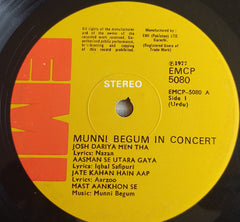 All rights of the manufacturer
and of the owner of the
recorded work reserved. Un-
authorised public performance,
broadcasting and
copying of this
record prohibited.
EMI
Manufactured by:
EMI (Pakistan) LTD
Karachi.
(Registered Users of
Trade Mark)
℗1977
EMCP
5080
STEREO
EMCP-5080 A
Side 1
(Urdu)
MUNNI BEGUM IN CONCERT
JOSH DARIYA MEN THA
Lyrics: Nazan
AASMAN SE UTARA GAYA
Lyrics: Iqbal Safipuri
JATE KAHAN HAIN AAP
Lyrics: Aarzoo
MAST AANKHON SE
Music: Munni Begum